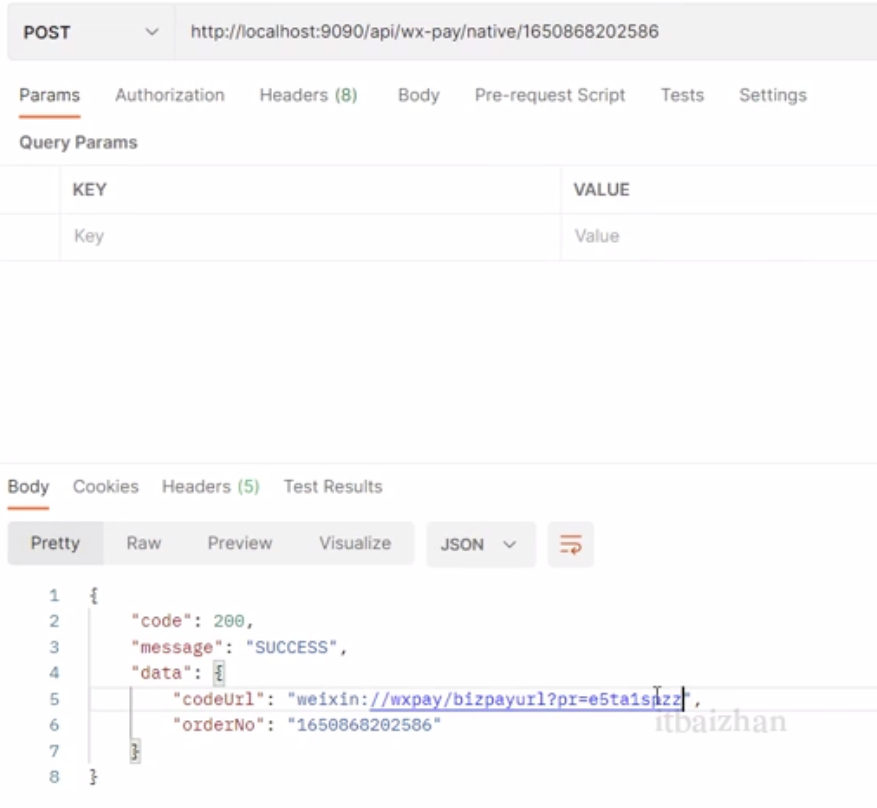 POST http://localhost:9090/api/wx-pay/native/1650868202586
Params Authorization Headers (8) Body Pre-request Script Tests Settings
Query Params
KEY VALUE
Key Value
Body Cookies Headers (5) Test Results
Pretty Raw Preview Visualize JSON
1 {
2 "code": 200,
3 "message": "SUCCESS",
4 "data": {
5 "codeUrl": "weixin://wxpay/bizpayurl?pr=e5ta1spzz",
6 "orderNo": "1650868202586"
itbaizhan
7 }
8 }